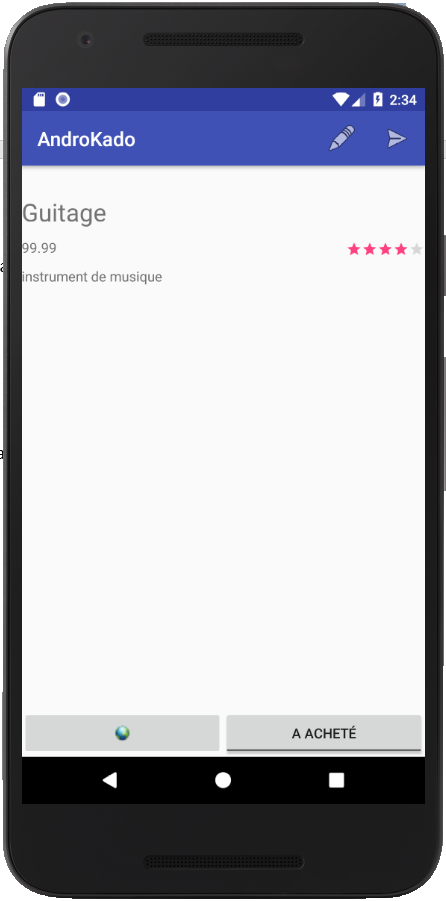 2:34
AndroKado
Guitage
99.99
instrument de musique
A ACHETÉ